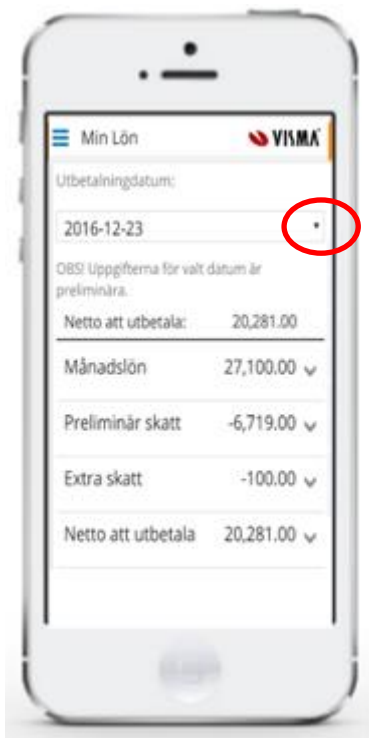 Min Lön VISMA
Utbetalningdatum:
2016-12-23
OBS! Uppgifterna för valt datum är
preliminära.
Netto att utbetala: 20,281.00
Månadslön 27,100.00
Preliminär skatt -6,719.00
Extra skatt -100.00
Netto att utbetala 20,281.00